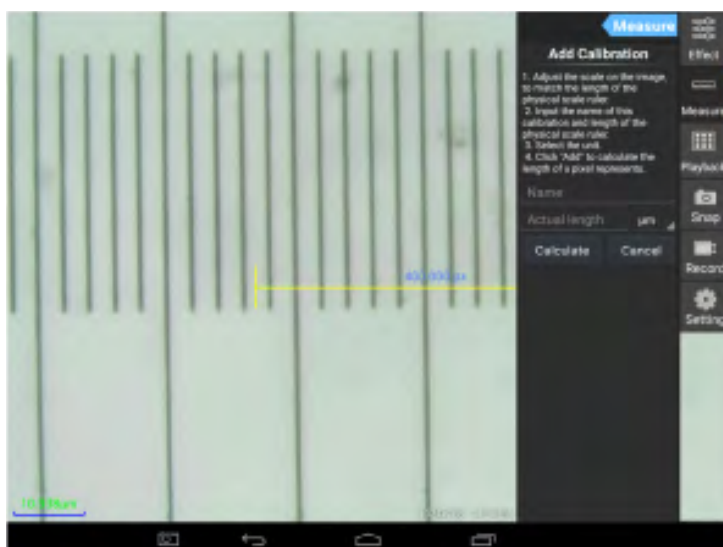 Measure
Add Calibration
1. Adjust the scale on the image,
to match the length of the
physical scale ruler.
2. Input the name of this
calibration and length of the
physical scale ruler.
3. Select the unit.
4. Click "Add" to calculate the
length of a pixel represents.
Name
Actual length μm
Calculate Cancel
Effect
Measure
Playback
Snap
Record
Setting